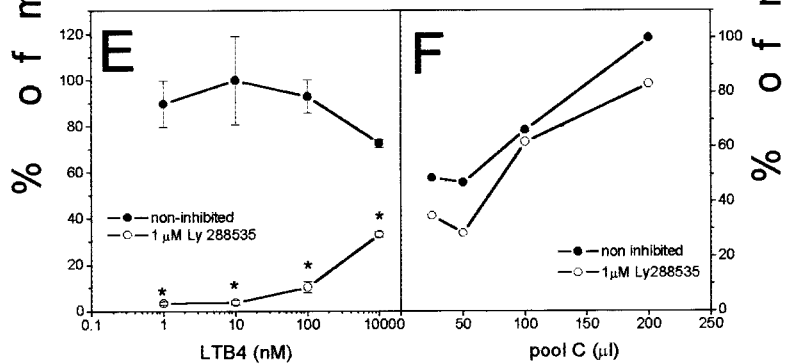 % of m
E
120
100
80
60
40
20
0
non-inhibited
1 μM Ly 288535
*
*
*
*
0.1
1
10
100
10000
LTB4 (nM)
F
non inhibited
1μM Ly288535
50
100
150
200
250
pool C (μl)
100
80
60
40
20
0
% of